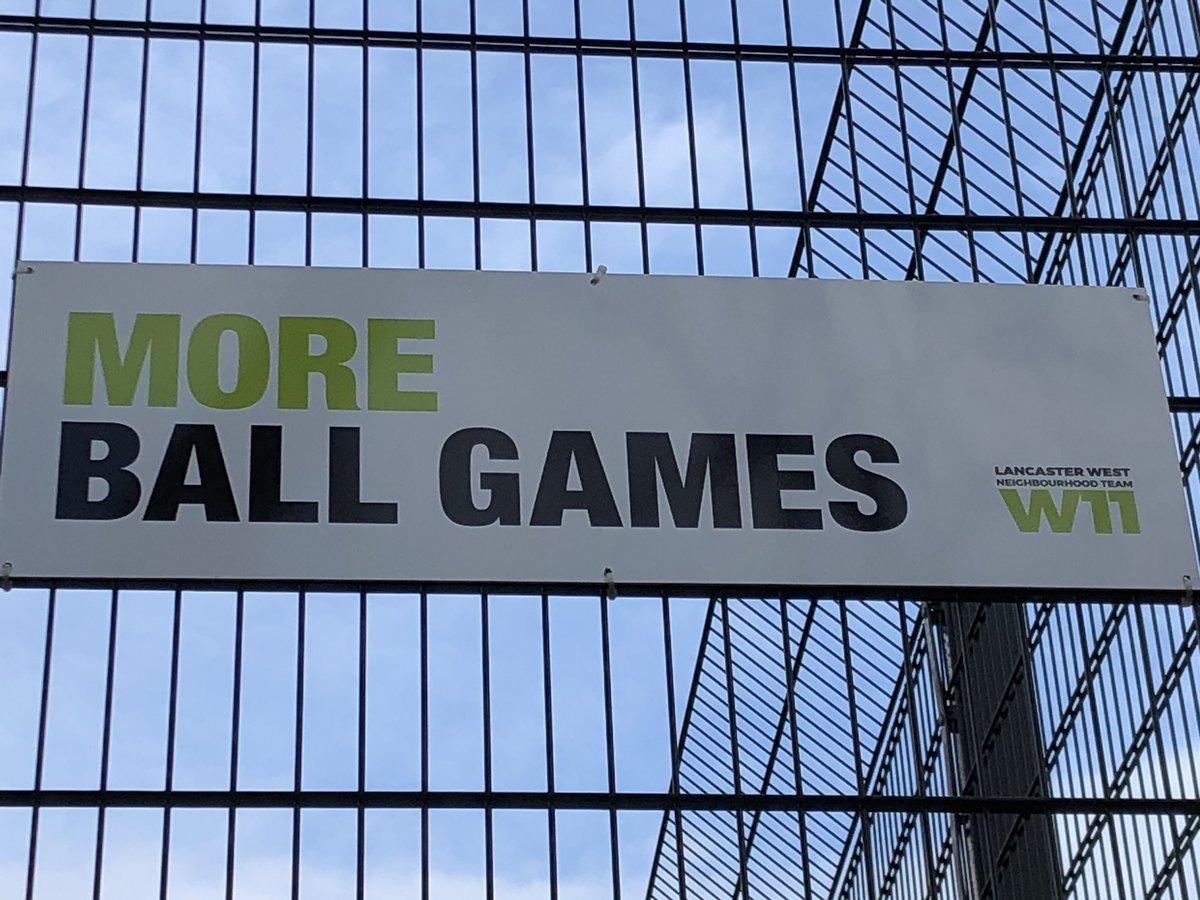 MORE
BALL GAMES
LANCASTER WEST
NEIGHBOURHOOD TEAM
W11